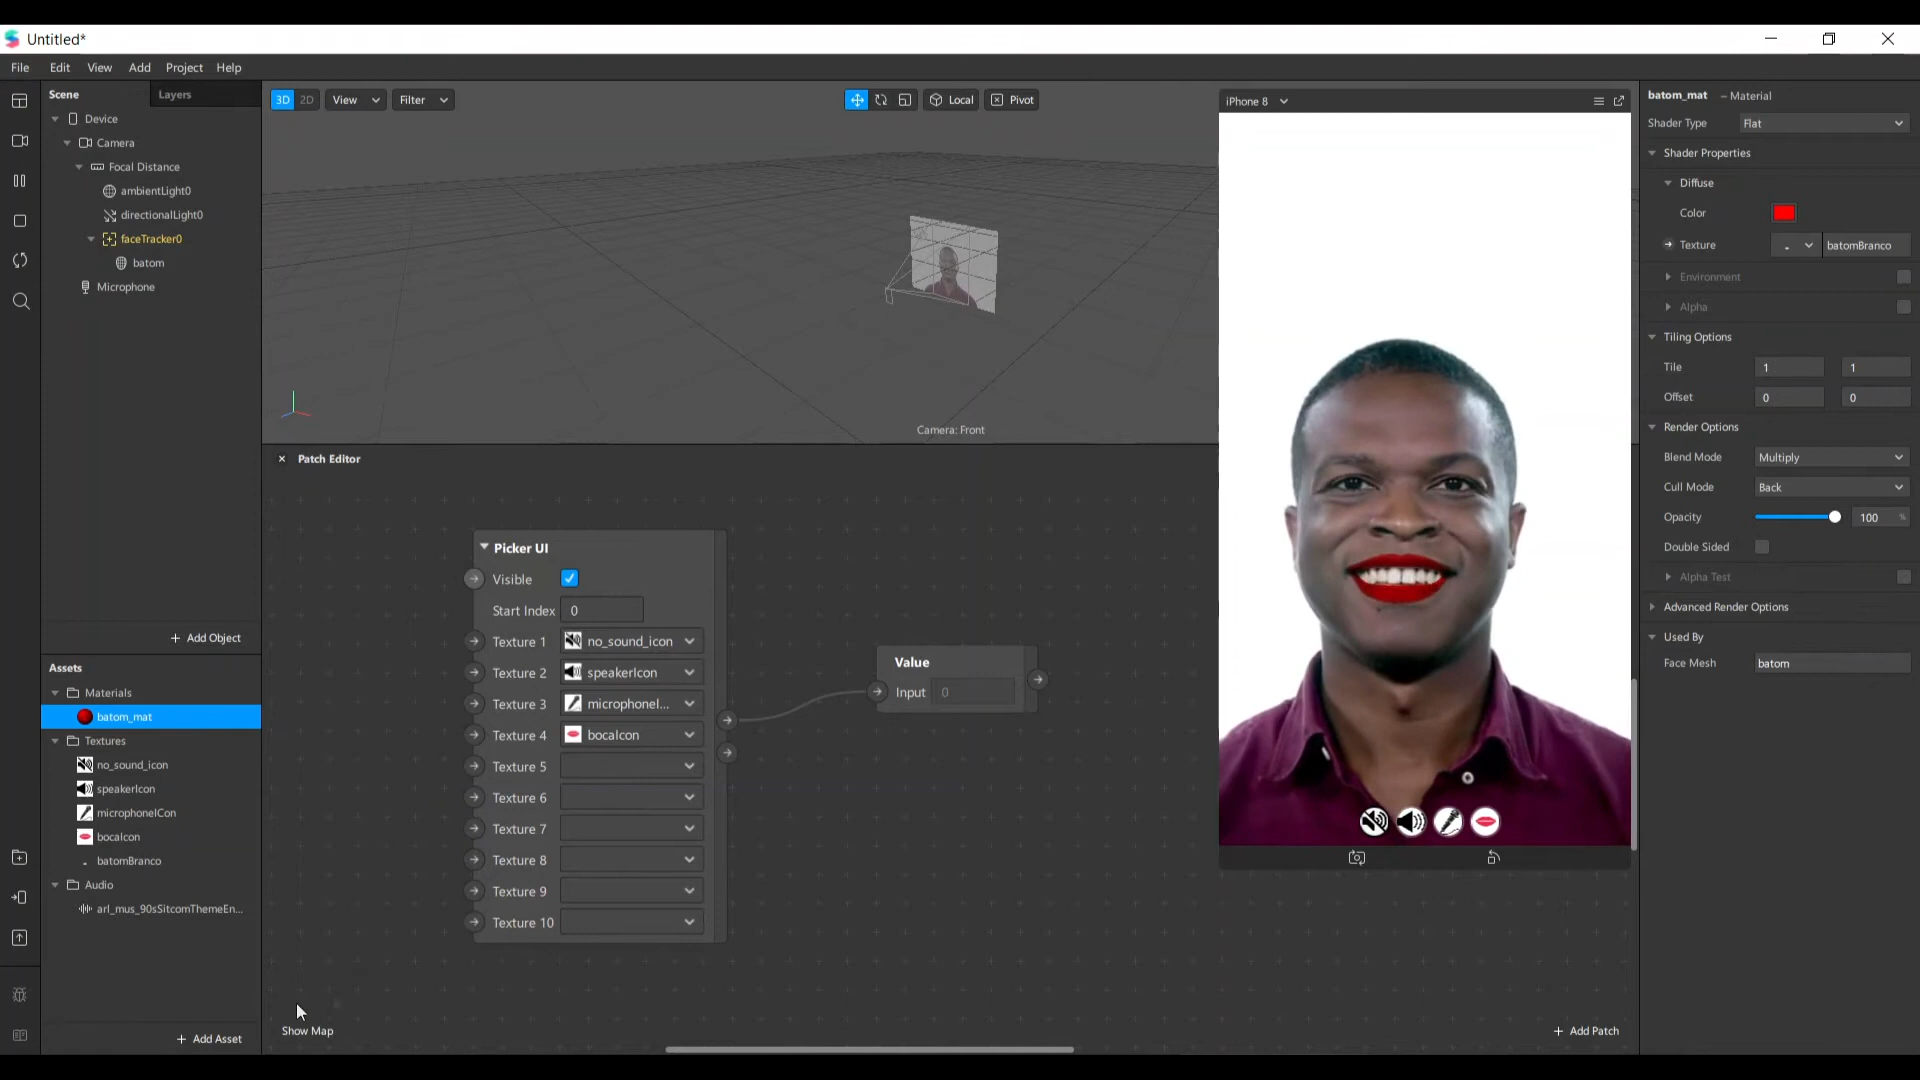 Untitled*
File Edit View Add Project Help
Scene Layers
Device
Camera
Focal Distance
ambientLight0
directionalLight0
faceTracker0
batom
Microphone
+ Add Object
Assets
Materials
batom_mat
Textures
no_sound_icon
speakerIcon
microphoneICon
bocaIcon
batomBranco
Audio
arl_mus_90sSitcomThemeEn...
+ Add Asset
3D 2D View Filter Local Pivot
Camera: Front
Patch Editor
Picker UI
Visible
Start Index 0
Texture 1 no_sound_icon
Texture 2 speakerIcon
Texture 3 microphoneI...
Texture 4 bocaIcon
Texture 5
Texture 6
Texture 7
Texture 8
Texture 9
Texture 10
Value
Input 0
Show Map
+ Add Patch
iPhone 8
batom_mat – Material
Shader Type Flat
Shader Properties
Diffuse
Color
Texture batomBranco
Environment
Alpha
Tiling Options
Tile 1 1
Offset 0 0
Render Options
Blend Mode Multiply
Cull Mode Back
Opacity 100 %
Double Sided
Alpha Test
Advanced Render Options
Used By
Face Mesh batom